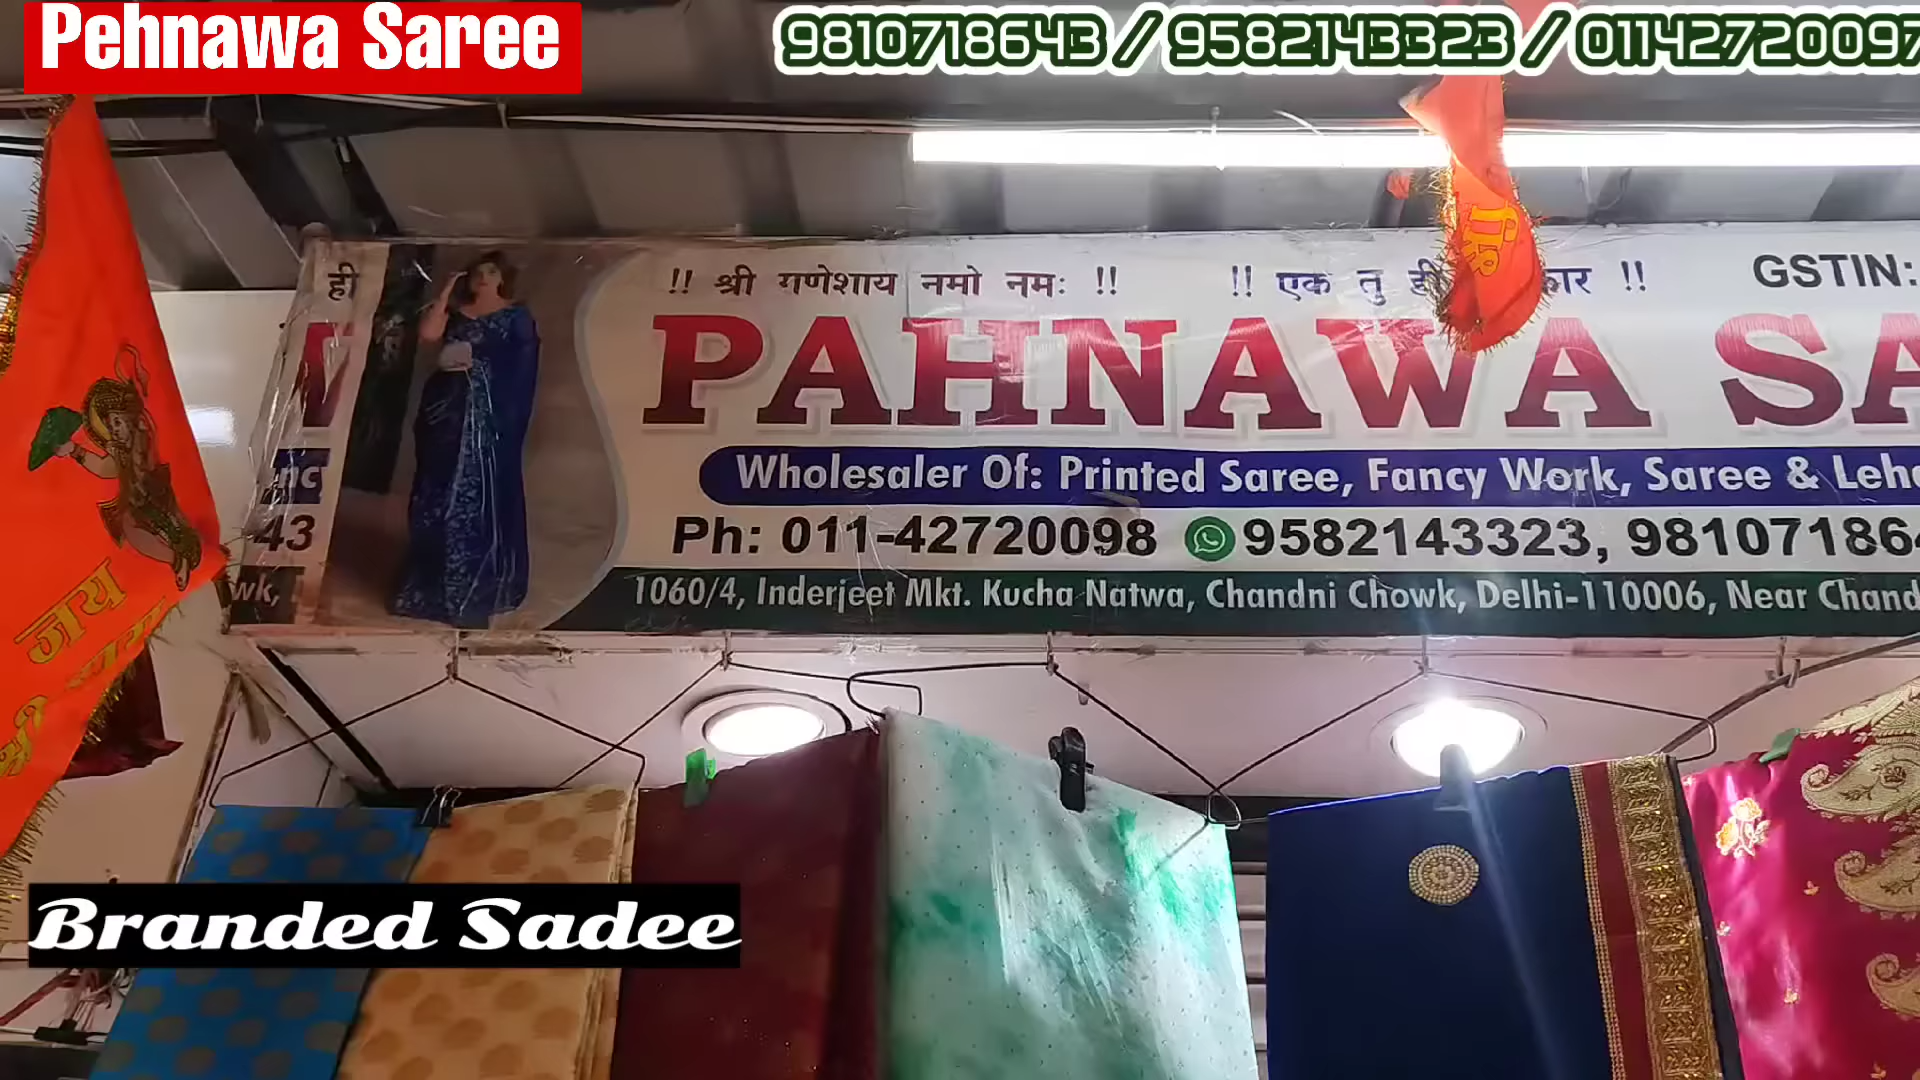 Pehnawa Saree
9810718643 / 9582143323 / 01142720097
ही
!! श्री गणेशाय नमो नमः !! !! एक तु ही
GSTIN:
PAHNAWA SA
Wholesaler Of: Printed Saree, Fancy Work, Saree & Leh
43
Ph: 011-42720098 9582143323, 981071864
wk,
1060/4, Inderjeet Mkt. Kucha Natwa, Chandni Chowk, Delhi-110006, Near Chand
जय
श्री
Branded Sadee